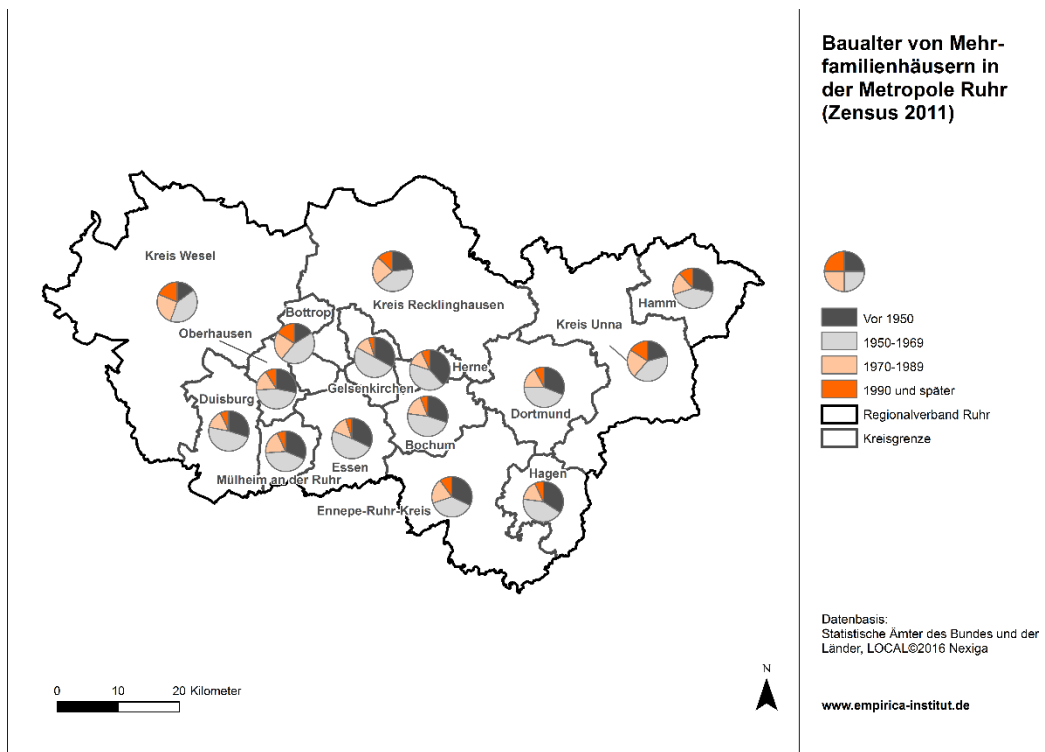 Baualter von Mehr-
familienhäusern in
der Metropole Ruhr
(Zensus 2011)
Kreis Wesel
Kreis Recklinghausen
Hamm
Bottrop
Oberhausen
Kreis Unna
Herne
Gelsenkirchen
Duisburg
Dortmund
Bochum
Essen
Mülheim an der Ruhr
Hagen
Ennepe-Ruhr-Kreis
Vor 1950
1950-1969
1970-1989
1990 und später
Regionalverband Ruhr
Kreisgrenze
Datenbasis:
Statistische Ämter des Bundes und der
Länder, LOCAL©2016 Nexiga
www.empirica-institut.de
N
0 10 20 Kilometer